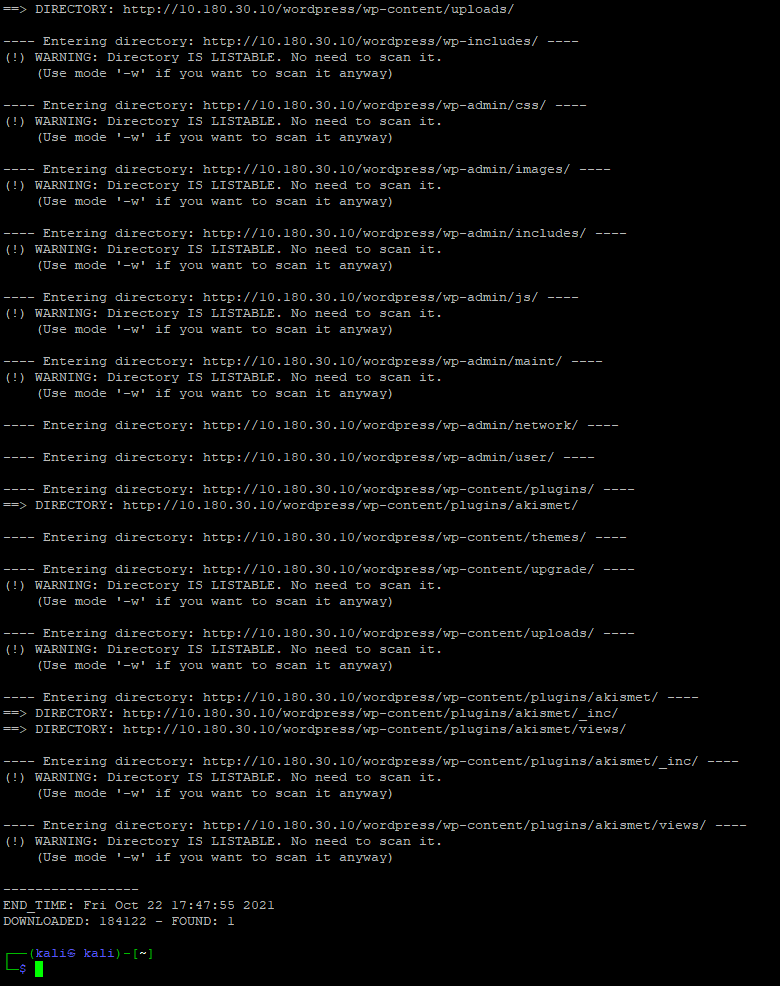 ==> DIRECTORY: http://10.180.30.10/wordpress/wp-content/uploads/
---- Entering directory: http://10.180.30.10/wordpress/wp-includes/ ----
(!) WARNING: Directory IS LISTABLE. No need to scan it.
(Use mode '-w' if you want to scan it anyway)
---- Entering directory: http://10.180.30.10/wordpress/wp-admin/css/ ----
(!) WARNING: Directory IS LISTABLE. No need to scan it.
(Use mode '-w' if you want to scan it anyway)
---- Entering directory: http://10.180.30.10/wordpress/wp-admin/images/ ----
(!) WARNING: Directory IS LISTABLE. No need to scan it.
(Use mode '-w' if you want to scan it anyway)
---- Entering directory: http://10.180.30.10/wordpress/wp-admin/includes/ ----
(!) WARNING: Directory IS LISTABLE. No need to scan it.
(Use mode '-w' if you want to scan it anyway)
---- Entering directory: http://10.180.30.10/wordpress/wp-admin/js/ ----
(!) WARNING: Directory IS LISTABLE. No need to scan it.
(Use mode '-w' if you want to scan it anyway)
---- Entering directory: http://10.180.30.10/wordpress/wp-admin/maint/ ----
(!) WARNING: Directory IS LISTABLE. No need to scan it.
(Use mode '-w' if you want to scan it anyway)
---- Entering directory: http://10.180.30.10/wordpress/wp-admin/network/ ----
---- Entering directory: http://10.180.30.10/wordpress/wp-admin/user/ ----
---- Entering directory: http://10.180.30.10/wordpress/wp-content/plugins/ ----
==> DIRECTORY: http://10.180.30.10/wordpress/wp-content/plugins/akismet/
---- Entering directory: http://10.180.30.10/wordpress/wp-content/themes/ ----
---- Entering directory: http://10.180.30.10/wordpress/wp-content/upgrade/ ----
(!) WARNING: Directory IS LISTABLE. No need to scan it.
(Use mode '-w' if you want to scan it anyway)
---- Entering directory: http://10.180.30.10/wordpress/wp-content/uploads/ ----
(!) WARNING: Directory IS LISTABLE. No need to scan it.
(Use mode '-w' if you want to scan it anyway)
---- Entering directory: http://10.180.30.10/wordpress/wp-content/plugins/akismet/ ----
==> DIRECTORY: http://10.180.30.10/wordpress/wp-content/plugins/akismet/_inc/
==> DIRECTORY: http://10.180.30.10/wordpress/wp-content/plugins/akismet/views/
---- Entering directory: http://10.180.30.10/wordpress/wp-content/plugins/akismet/_inc/ ----
(!) WARNING: Directory IS LISTABLE. No need to scan it.
(Use mode '-w' if you want to scan it anyway)
---- Entering directory: http://10.180.30.10/wordpress/wp-content/plugins/akismet/views/ ----
(!) WARNING: Directory IS LISTABLE. No need to scan it.
(Use mode '-w' if you want to scan it anyway)
-----------------
END_TIME: Fri Oct 22 17:47:55 2021
DOWNLOADED: 184122 - FOUND: 1
┌──(kali㉿ kali)-[~]
└─$